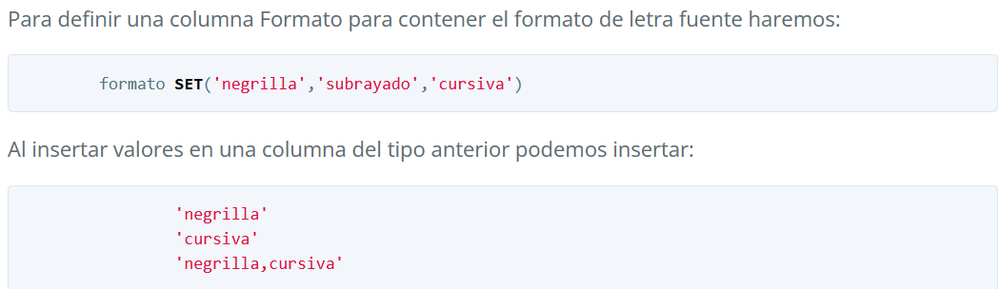 Para definir una columna Formato para contener el formato de letra fuente haremos:
formato SET('negrilla','subrayado','cursiva')
Al insertar valores en una columna del tipo anterior podemos insertar:
'negrilla'
'cursiva'
'negrilla,cursiva'